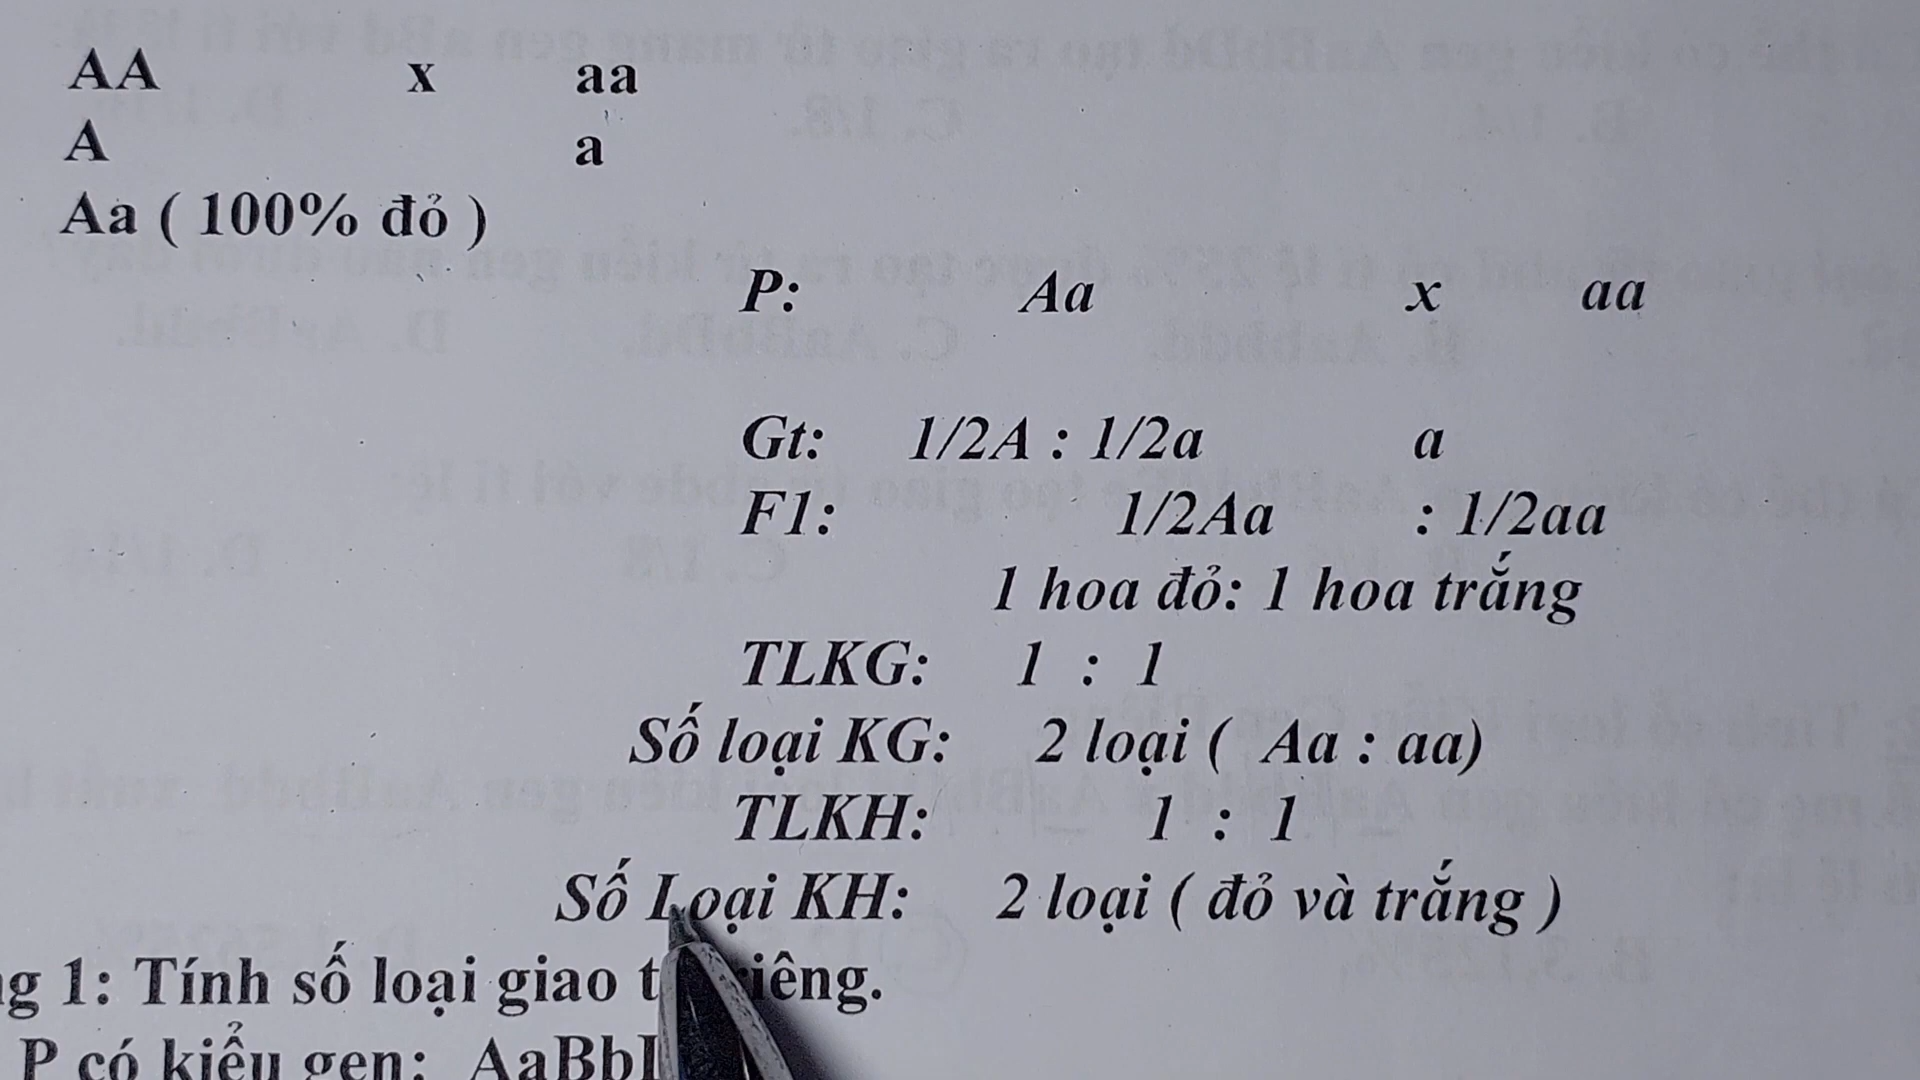 AA x aa
A a
Aa ( 100% đỏ )
P: Aa x aa
Gt: 1/2A : 1/2a a
F1: 1/2Aa : 1/2aa
1 hoa đỏ: 1 hoa trắng
TLKG: 1 : 1
Số loại KG: 2 loại ( Aa : aa)
TLKH: 1 : 1
Số Loại KH: 2 loại ( đỏ và trắng )
1: Tính số loại giao
P có kiểu gen: